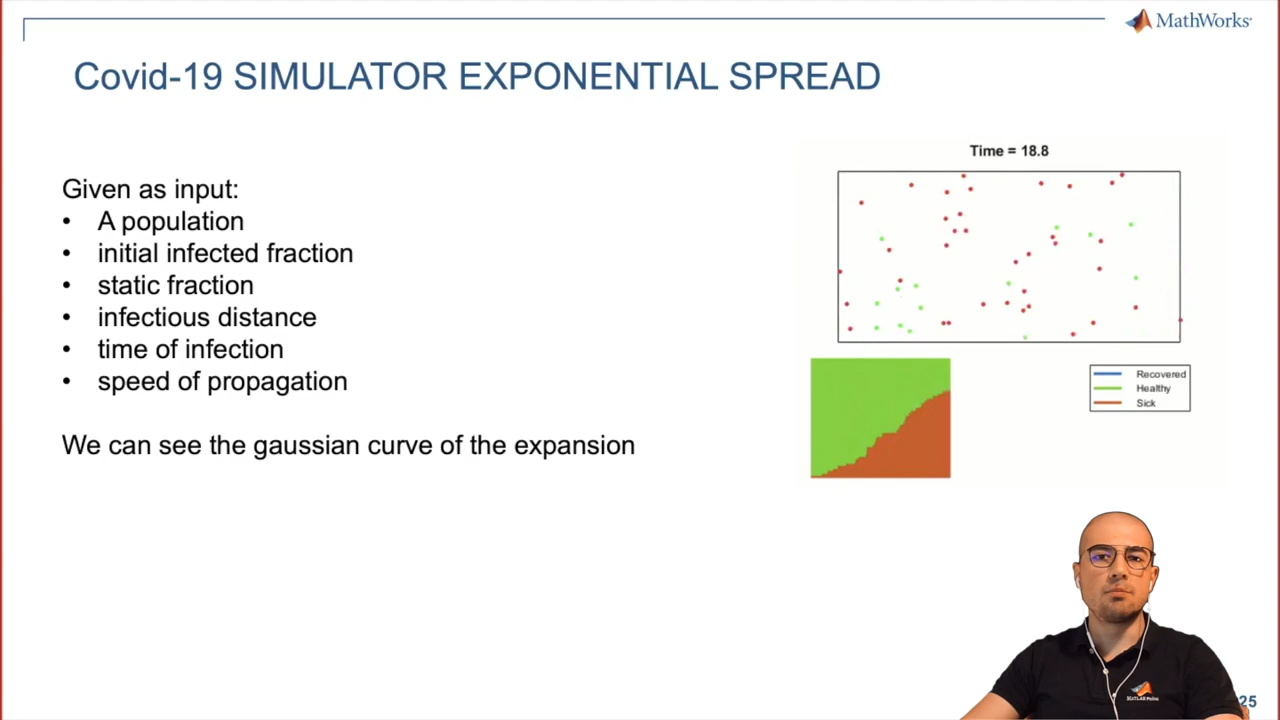 MathWorks
Covid-19 SIMULATOR EXPONENTIAL SPREAD
Given as input:
• A population
• initial infected fraction
• static fraction
• infectious distance
• time of infection
• speed of propagation
We can see the gaussian curve of the expansion
Time = 18.8
Recovered
Healthy
Sick
25